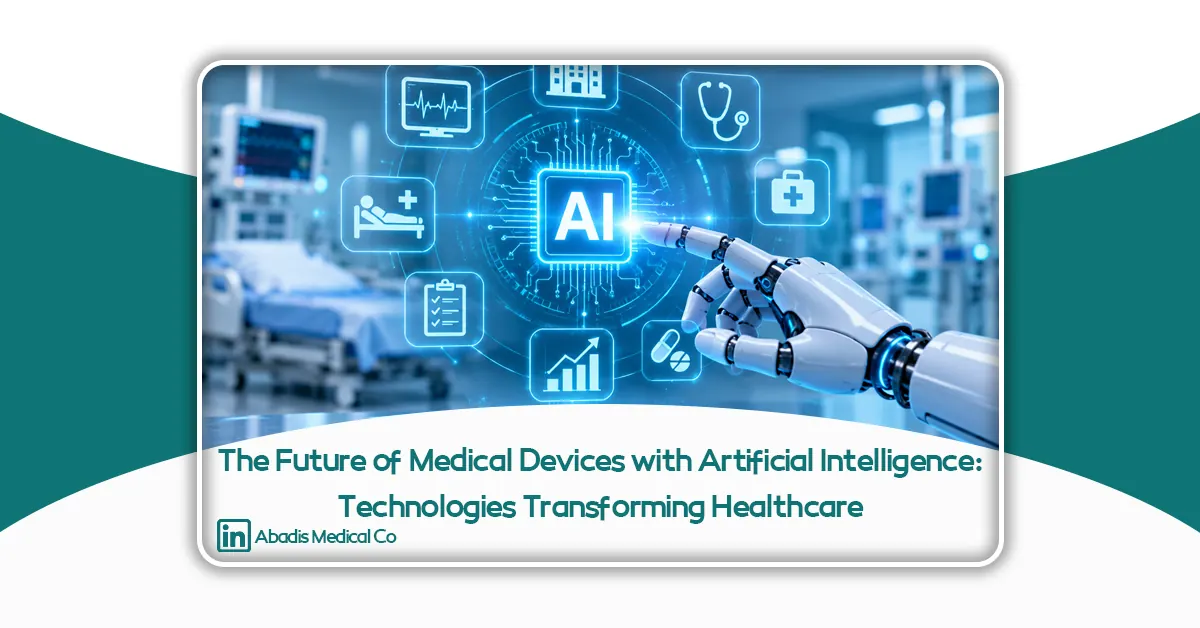 AI
The Future of Medical Devices with Artificial Intelligence:
Technologies Transforming Healthcare
in Abadis Medical Co